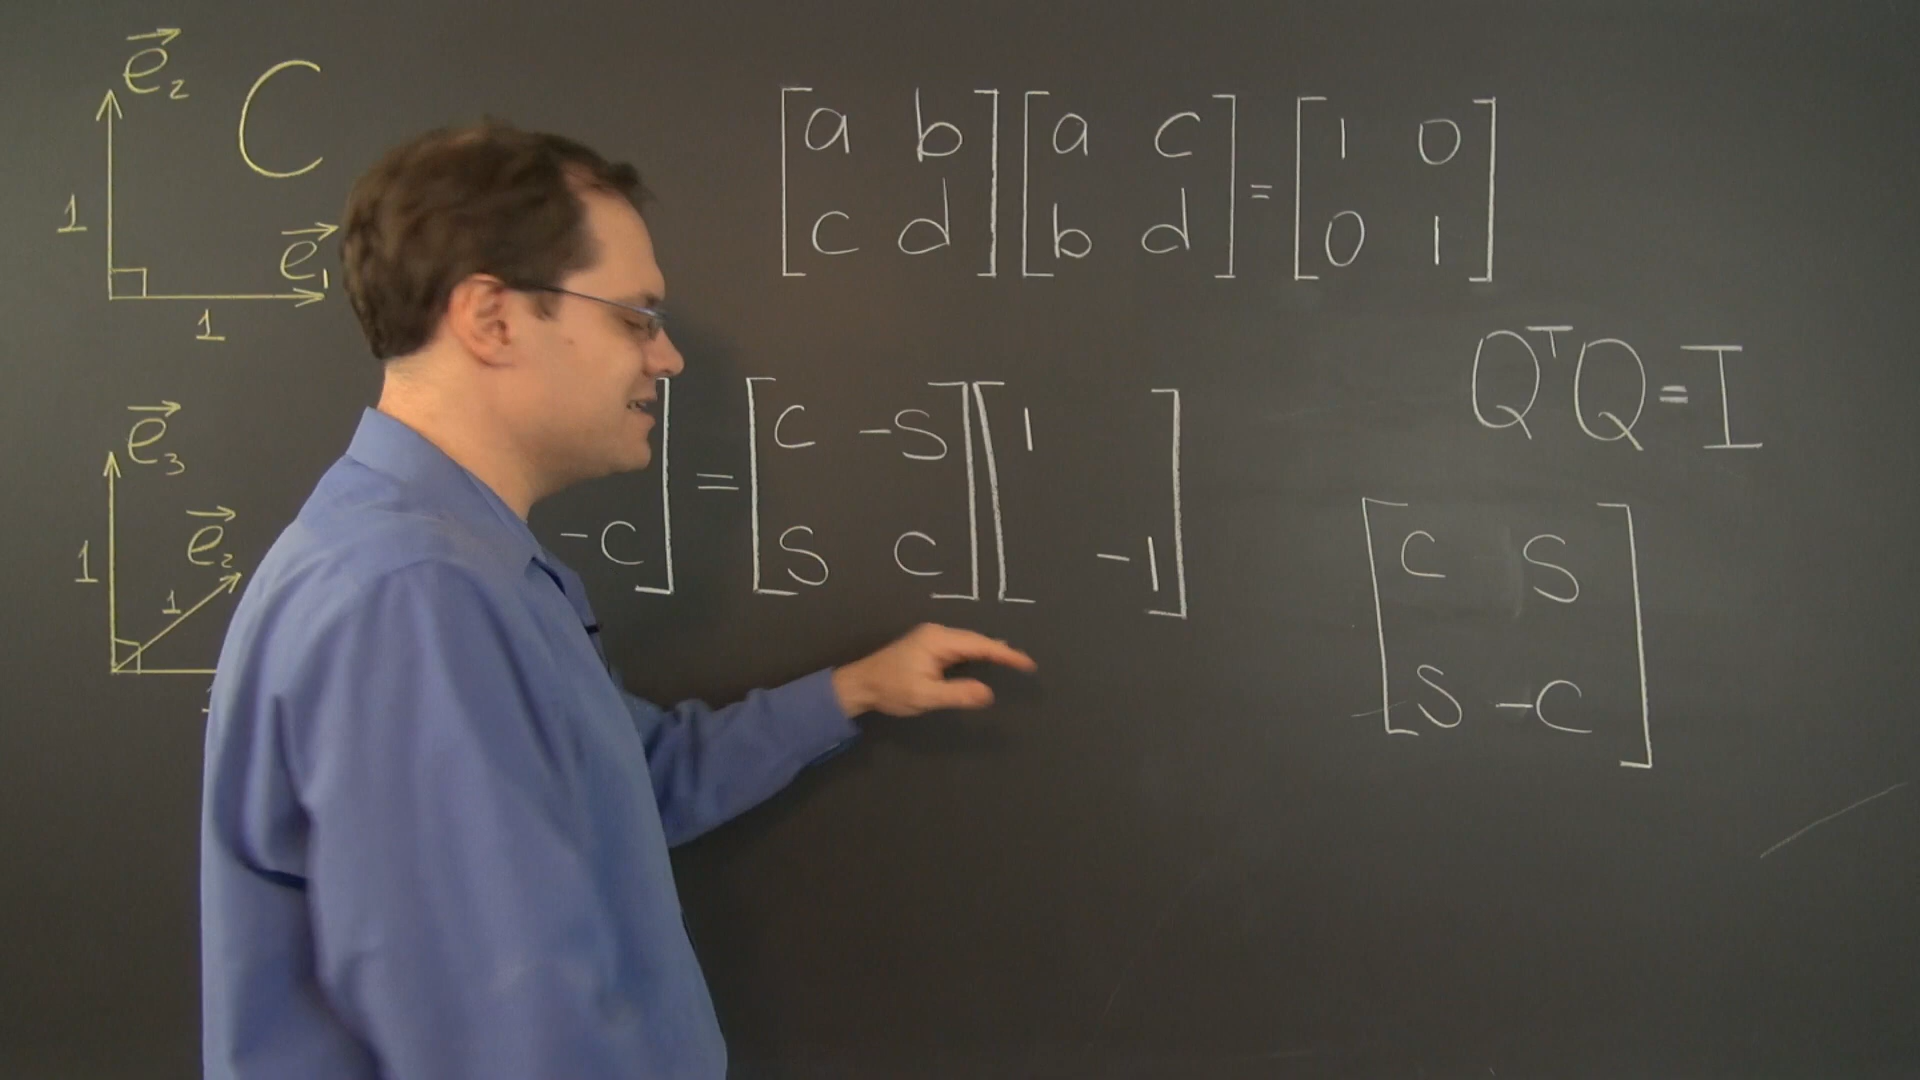 e₂ C
1
e₁
1
[a b; c d] [a c; b d] = [1 0; 0 1]
QᵀQ = I
-C] = [C -S; S C] [1 ; -1]
[C S; S -C]
e₃
1
e₂
1